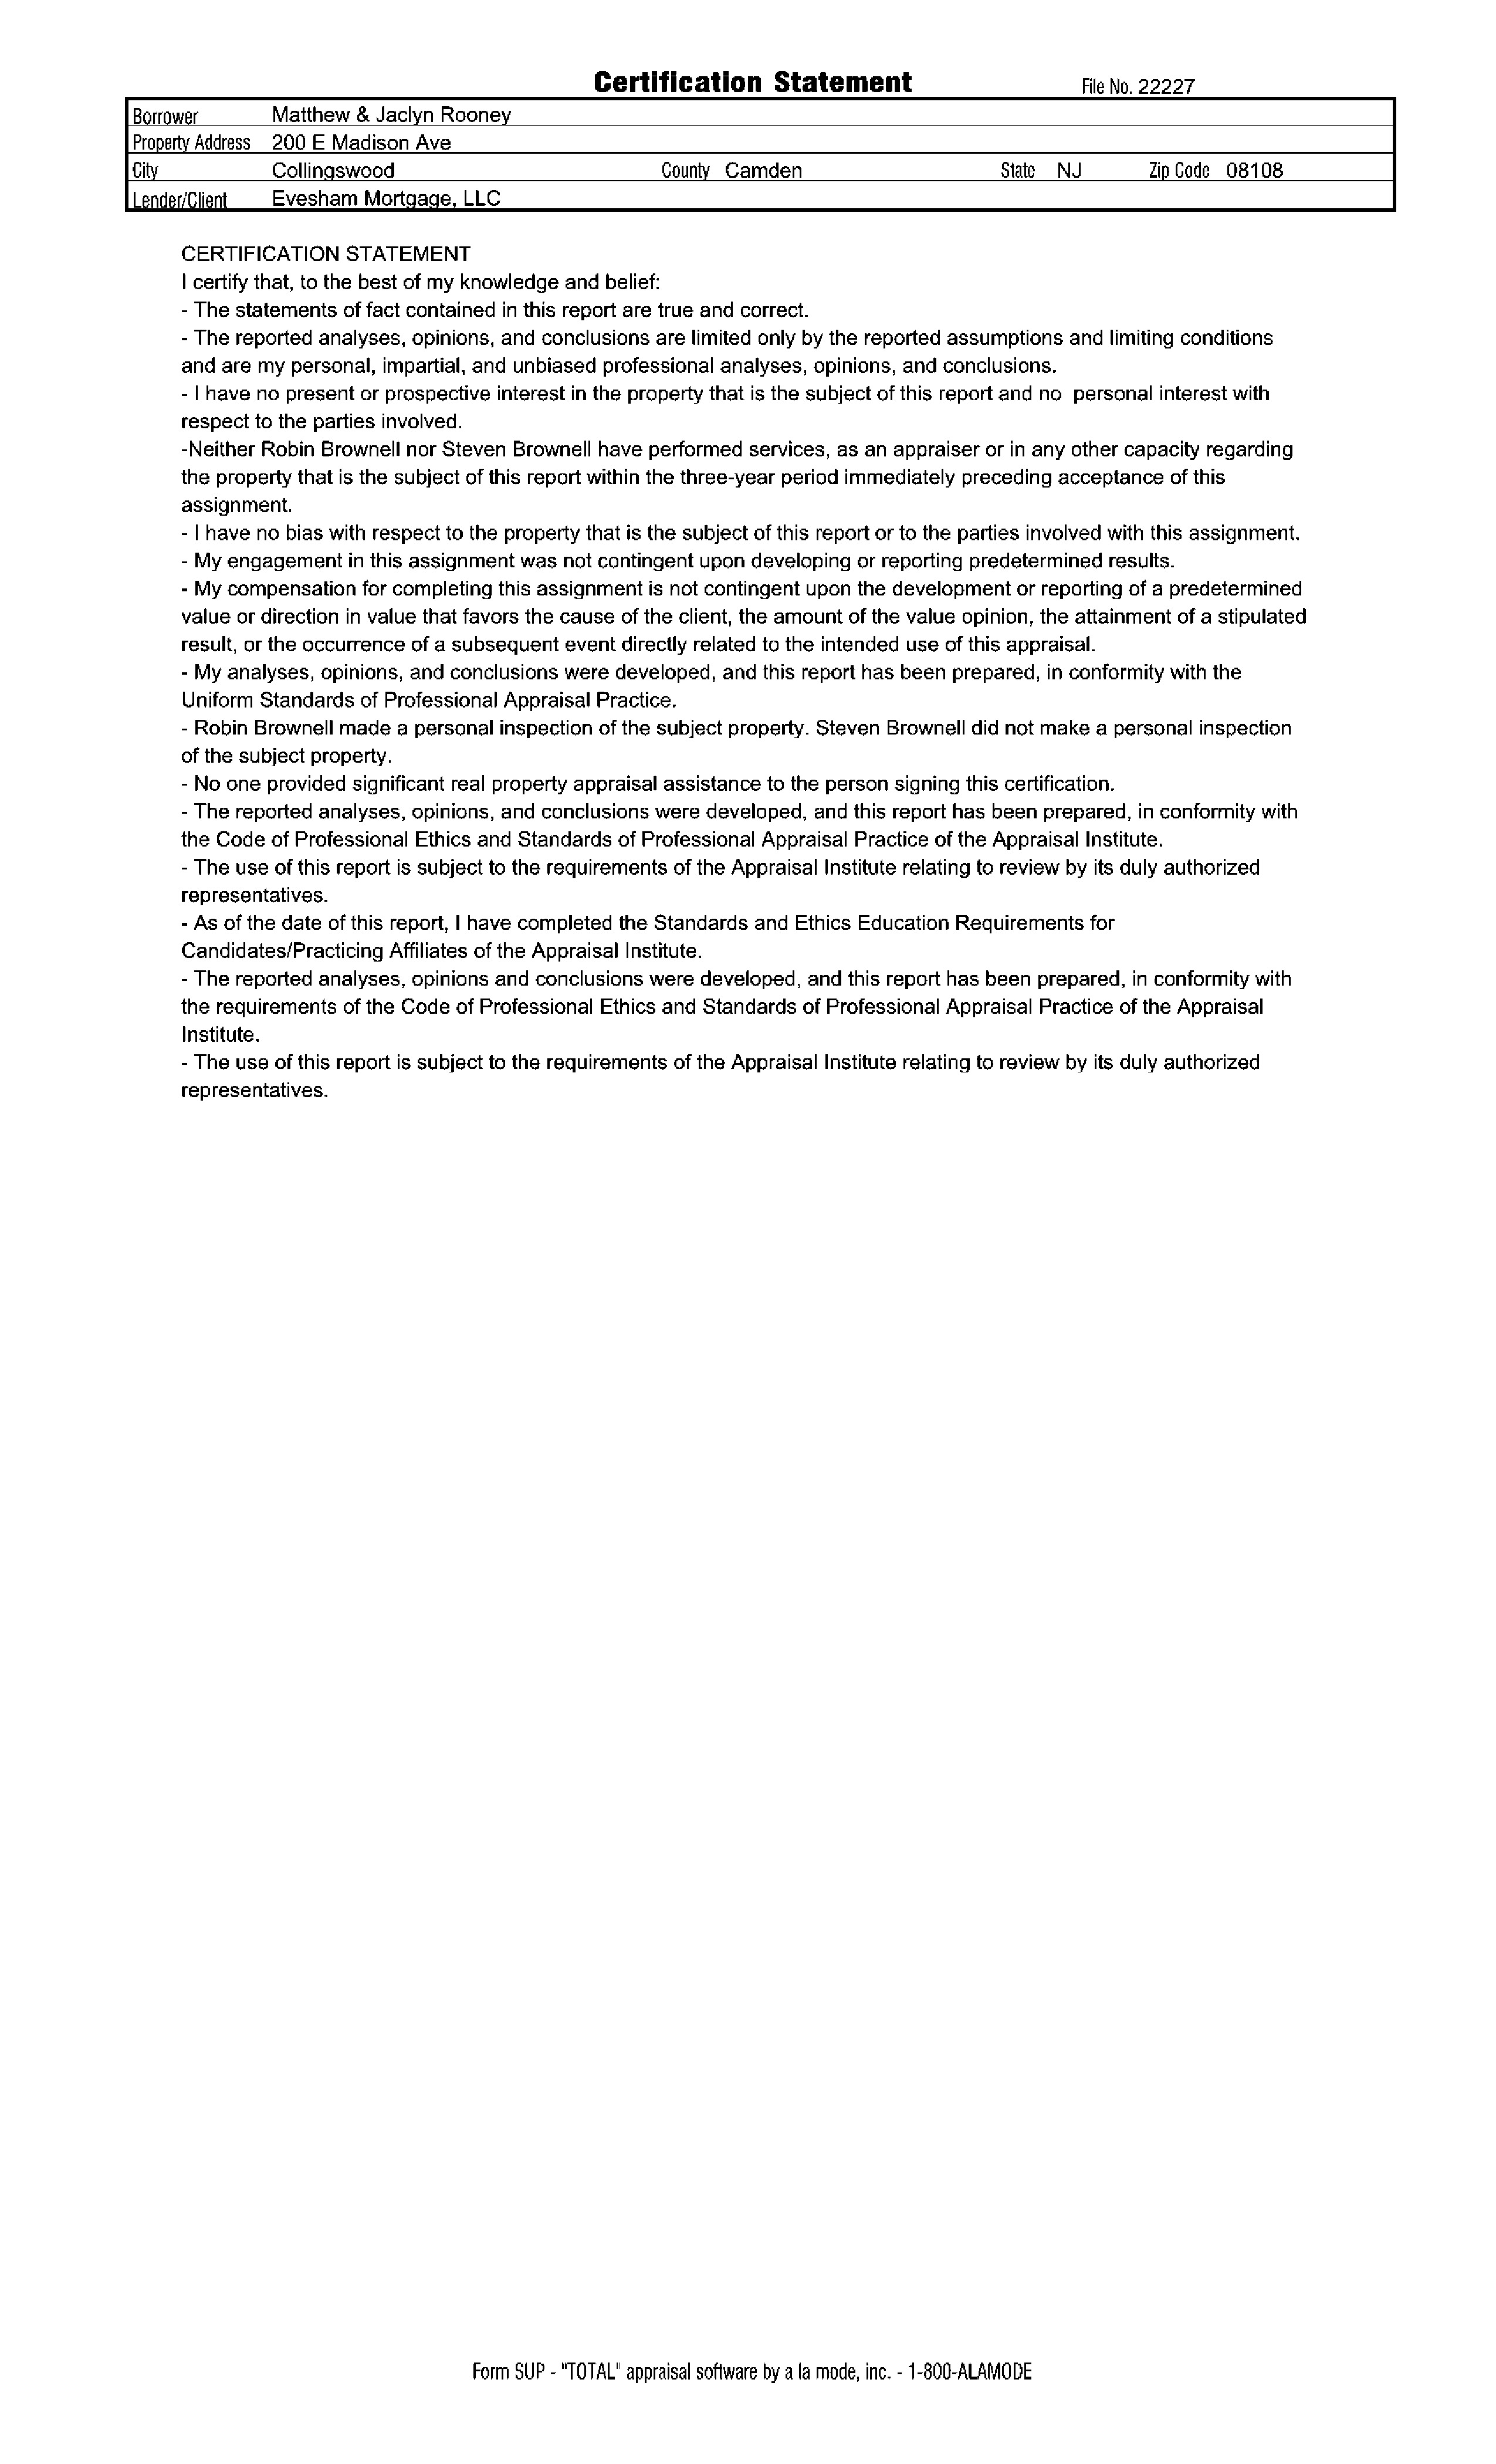 Certification Statement File No. 22227
Borrower Matthew & Jaclyn Rooney
Property Address 200 E Madison Ave
City Collingswood County Camden State NJ Zip Code 08108
Lender/Client Evesham Mortgage, LLC
CERTIFICATION STATEMENT
I certify that, to the best of my knowledge and belief:
- The statements of fact contained in this report are true and correct.
- The reported analyses, opinions, and conclusions are limited only by the reported assumptions and limiting conditions
and are my personal, impartial, and unbiased professional analyses, opinions, and conclusions.
- I have no present or prospective interest in the property that is the subject of this report and no personal interest with
respect to the parties involved.
-Neither Robin Brownell nor Steven Brownell have performed services, as an appraiser or in any other capacity regarding
the property that is the subject of this report within the three-year period immediately preceding acceptance of this
assignment.
- I have no bias with respect to the property that is the subject of this report or to the parties involved with this assignment.
- My engagement in this assignment was not contingent upon developing or reporting predetermined results.
- My compensation for completing this assignment is not contingent upon the development or reporting of a predetermined
value or direction in value that favors the cause of the client, the amount of the value opinion, the attainment of a stipulated
result, or the occurrence of a subsequent event directly related to the intended use of this appraisal.
- My analyses, opinions, and conclusions were developed, and this report has been prepared, in conformity with the
Uniform Standards of Professional Appraisal Practice.
- Robin Brownell made a personal inspection of the subject property. Steven Brownell did not make a personal inspection
of the subject property.
- No one provided significant real property appraisal assistance to the person signing this certification.
- The reported analyses, opinions, and conclusions were developed, and this report has been prepared, in conformity with
the Code of Professional Ethics and Standards of Professional Appraisal Practice of the Appraisal Institute.
- The use of this report is subject to the requirements of the Appraisal Institute relating to review by its duly authorized
representatives.
- As of the date of this report, I have completed the Standards and Ethics Education Requirements for
Candidates/Practicing Affiliates of the Appraisal Institute.
- The reported analyses, opinions and conclusions were developed, and this report has been prepared, in conformity with
the requirements of the Code of Professional Ethics and Standards of Professional Appraisal Practice of the Appraisal
Institute.
- The use of this report is subject to the requirements of the Appraisal Institute relating to review by its duly authorized
representatives.
Form SUP - "TOTAL" appraisal software by a la mode, inc. - 1-800-ALAMODE